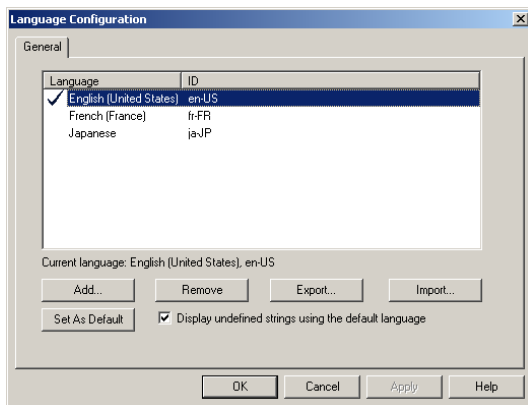 Language Configuration
General
Language ID
English (United States) en-US
French (France) fr-FR
Japanese ja-JP
Current language: English (United States), en-US
Add... Remove Export... Import...
Set As Default Display undefined strings using the default language
OK Cancel Apply Help